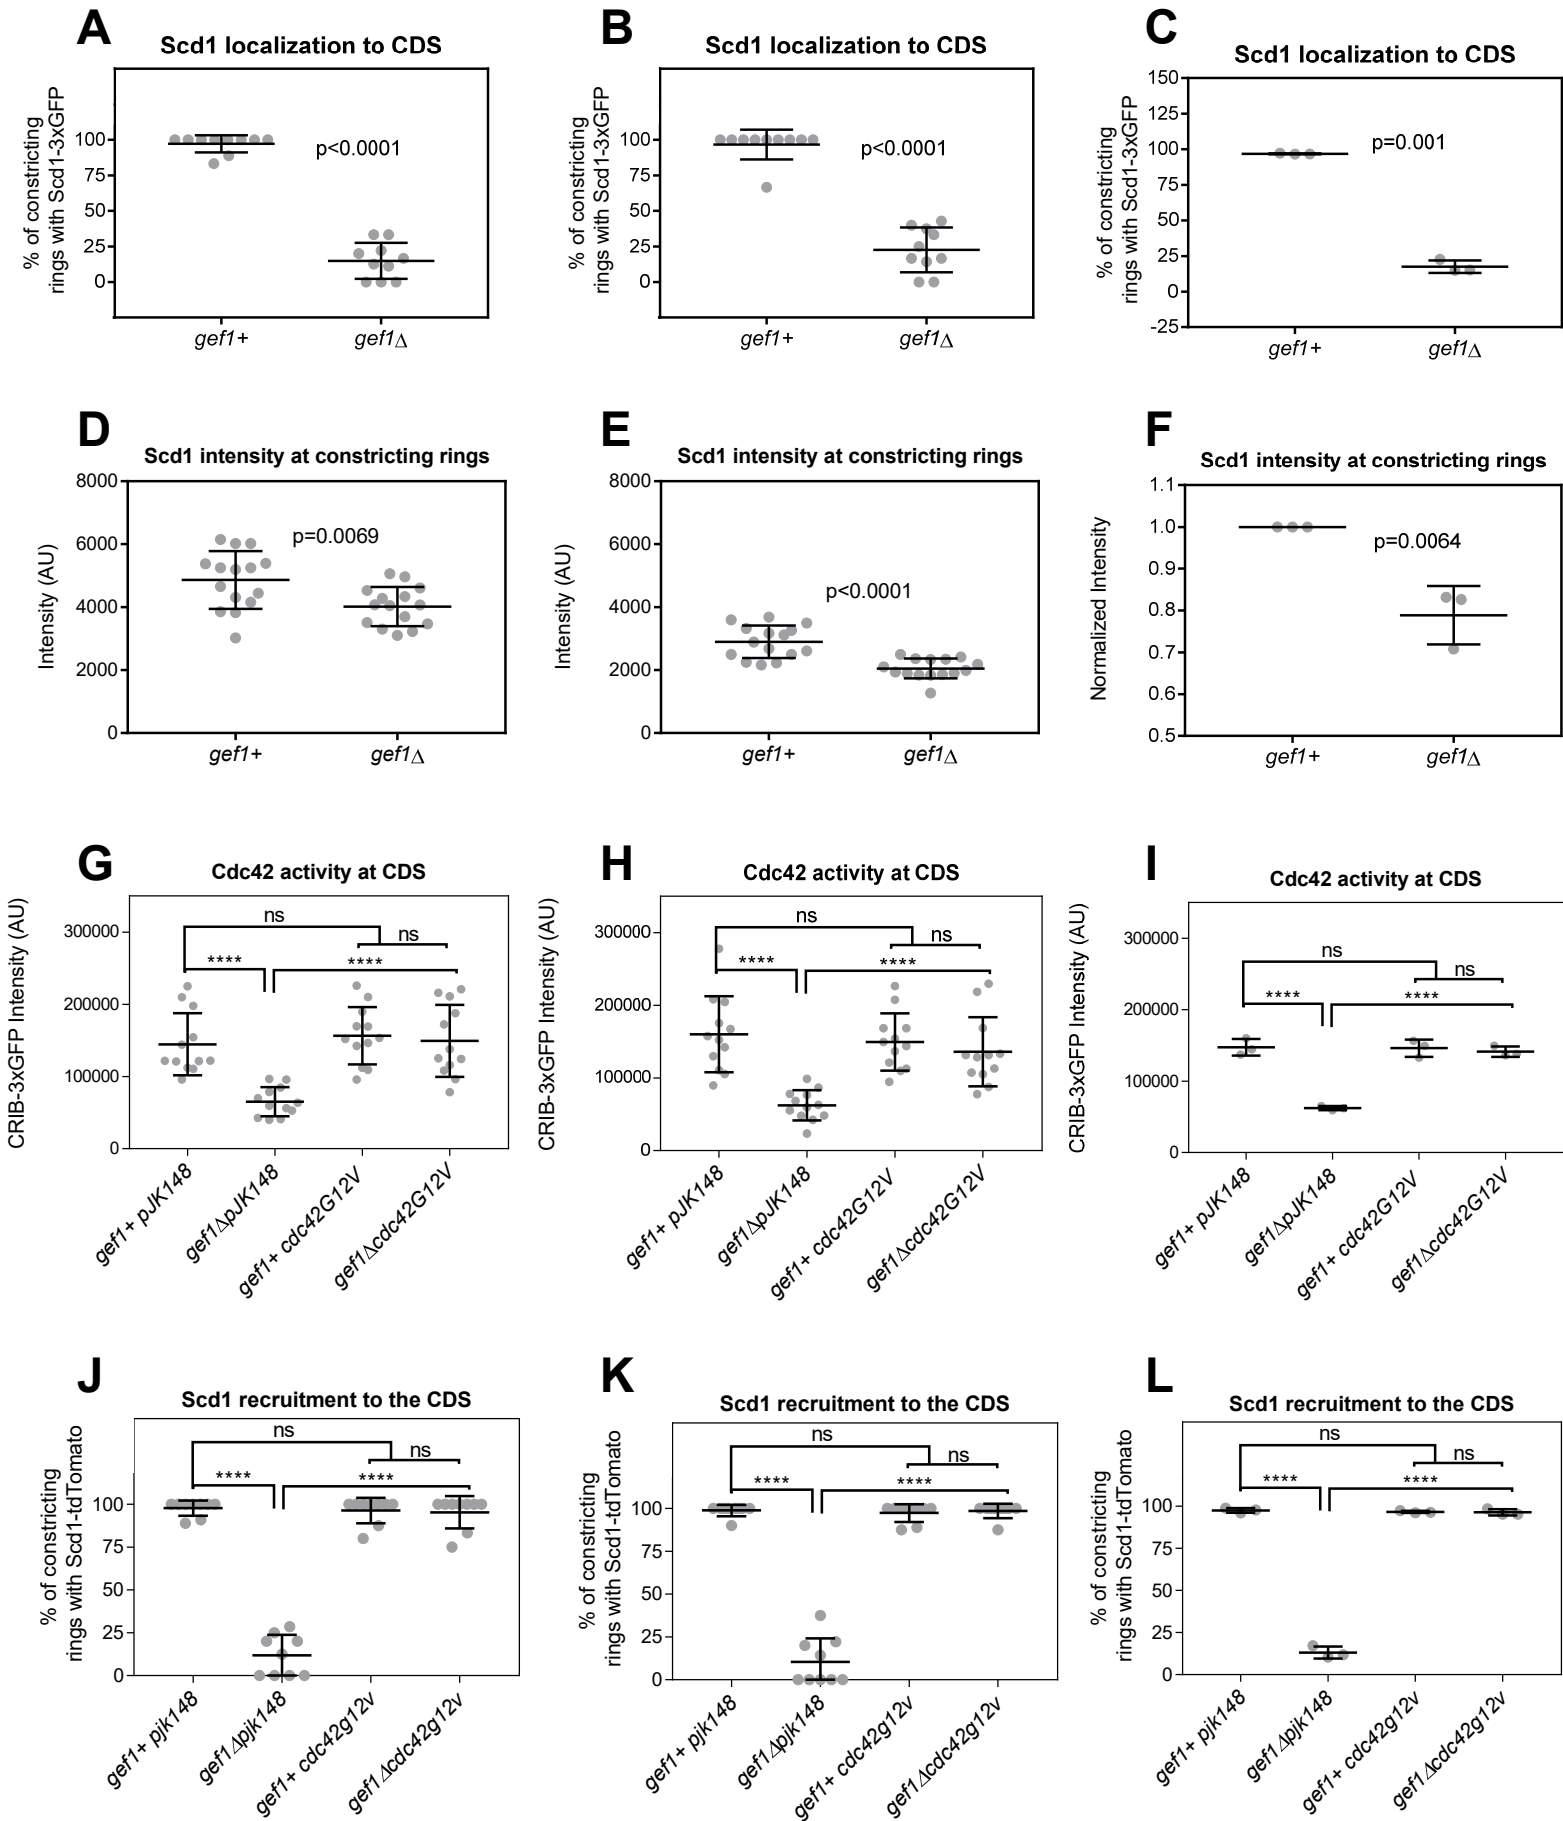 A
Scd1 localization to CDS
% of constricting
rings with Scd1-3xGFP
100
75
50
25
0
p<0.0001
gef1+
gef1Δ
B
Scd1 localization to CDS
% of constricting
rings with Scd1-3xGFP
100
75
50
25
0
p<0.0001
gef1+
gef1Δ
C
Scd1 localization to CDS
% of constricting
rings with Scd1-3xGFP
150
125
100
75
50
25
0
-25
p=0.001
gef1+
gef1Δ
D
Scd1 intensity at constricting rings
Intensity (AU)
8000
6000
4000
2000
0
p=0.0069
gef1+
gef1Δ
E
Scd1 intensity at constricting rings
Intensity (AU)
8000
6000
4000
2000
0
p<0.0001
gef1+
gef1Δ
F
Scd1 intensity at constricting rings
Normalized Intensity
1.1
1.0
0.9
0.8
0.7
0.6
0.5
p=0.0064
gef1+
gef1Δ
G
Cdc42 activity at CDS
CRIB-3xGFP Intensity (AU)
300000
200000
100000
0
ns
ns
****
****
gef1+ pJK148
gef1ΔpJK148
gef1+ cdc42G12V
gef1Δcdc42G12V
H
Cdc42 activity at CDS
CRIB-3xGFP Intensity (AU)
300000
200000
100000
0
ns
ns
****
****
gef1+ pJK148
gef1ΔpJK148
gef1+ cdc42G12V
gef1Δcdc42G12V
I
Cdc42 activity at CDS
CRIB-3xGFP Intensity (AU)
300000
200000
100000
0
ns
ns
****
****
gef1+ pJK148
gef1ΔpJK148
gef1+ cdc42G12V
gef1Δcdc42G12V
J
Scd1 recruitment to the CDS
% of constricting
rings with Scd1-tdTomato
100
75
50
25
0
ns
ns
****
****
gef1+ pjk148
gef1Δpjk148
gef1+ cdc42g12v
gef1Δcdc42g12v
K
Scd1 recruitment to the CDS
% of constricting
rings with Scd1-tdTomato
100
75
50
25
0
ns
ns
****
****
gef1+ pjk148
gef1Δpjk148
gef1+ cdc42g12v
gef1Δcdc42g12v
L
Scd1 recruitment to the CDS
% of constricting
rings with Scd1-tdTomato
100
75
50
25
0
ns
ns
****
****
gef1+ pjk148
gef1Δpjk148
gef1+ cdc42g12v
gef1Δcdc42g12v